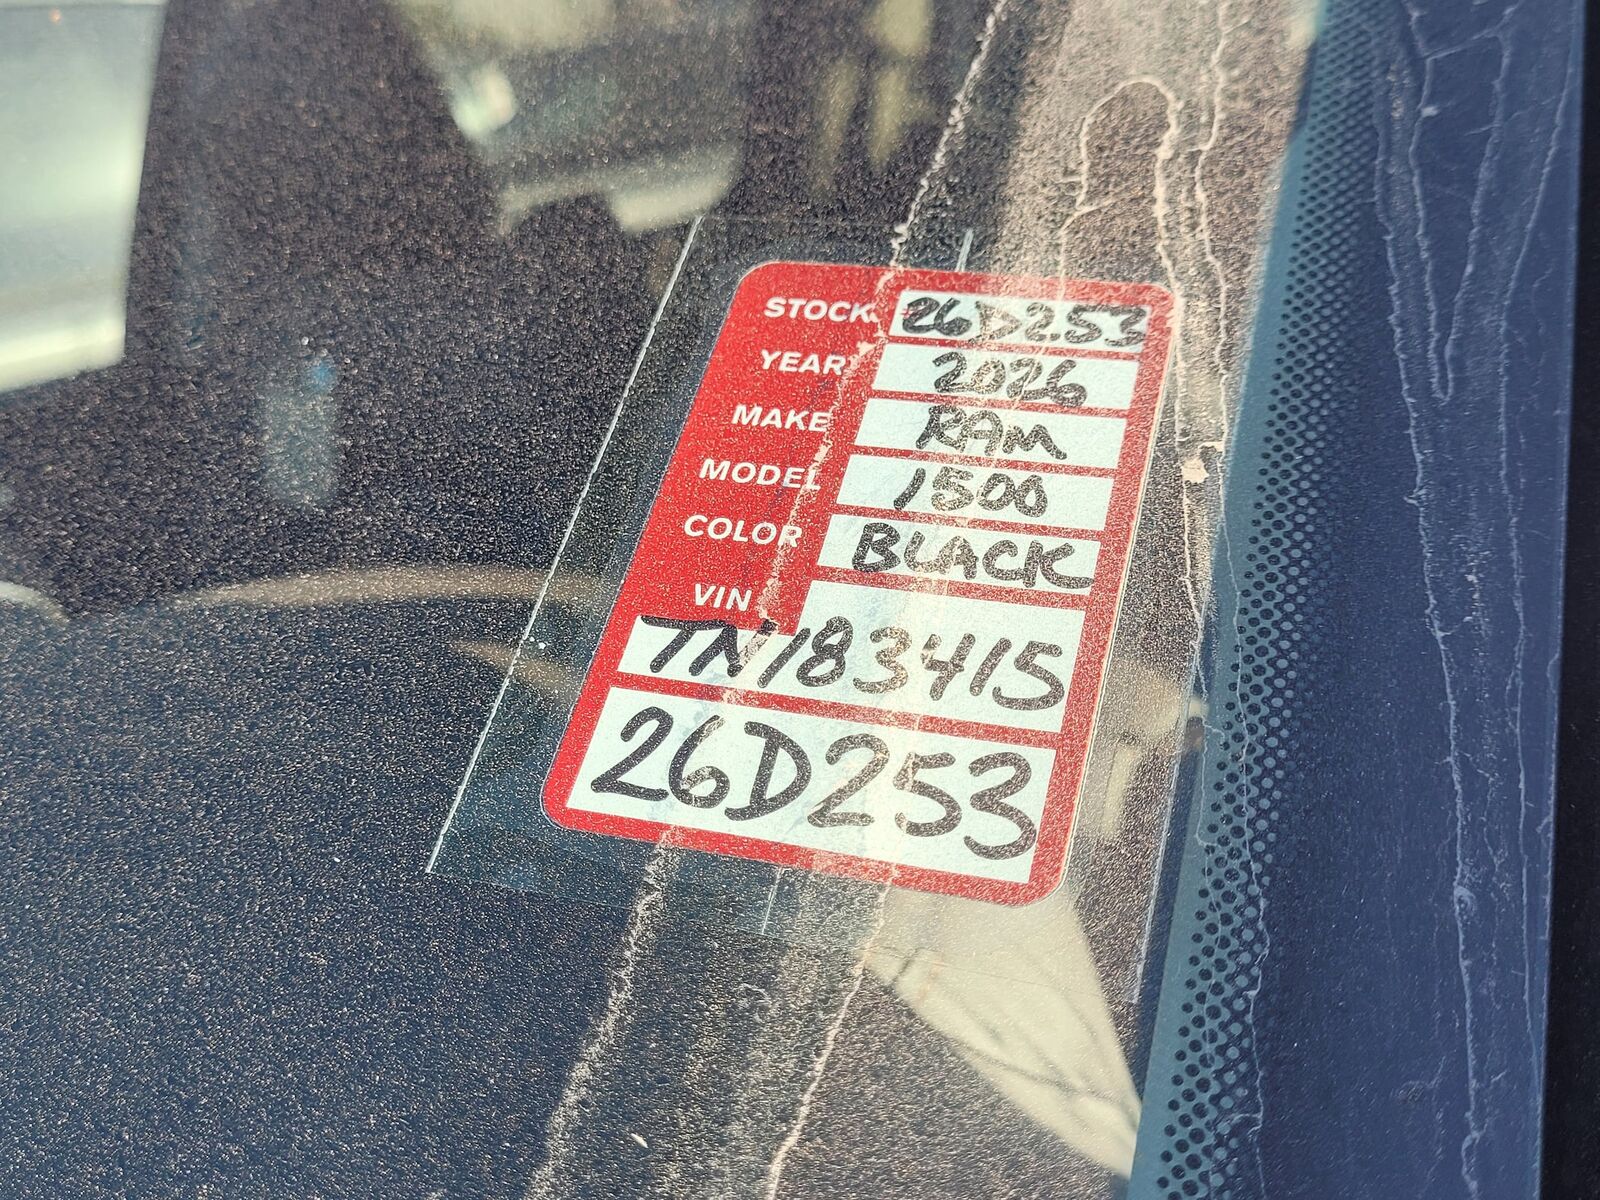 STOCK 26D253
YEAR 2026
MAKE RAM
MODEL 1500
COLOR BLACK
VIN
TN183415
26D253